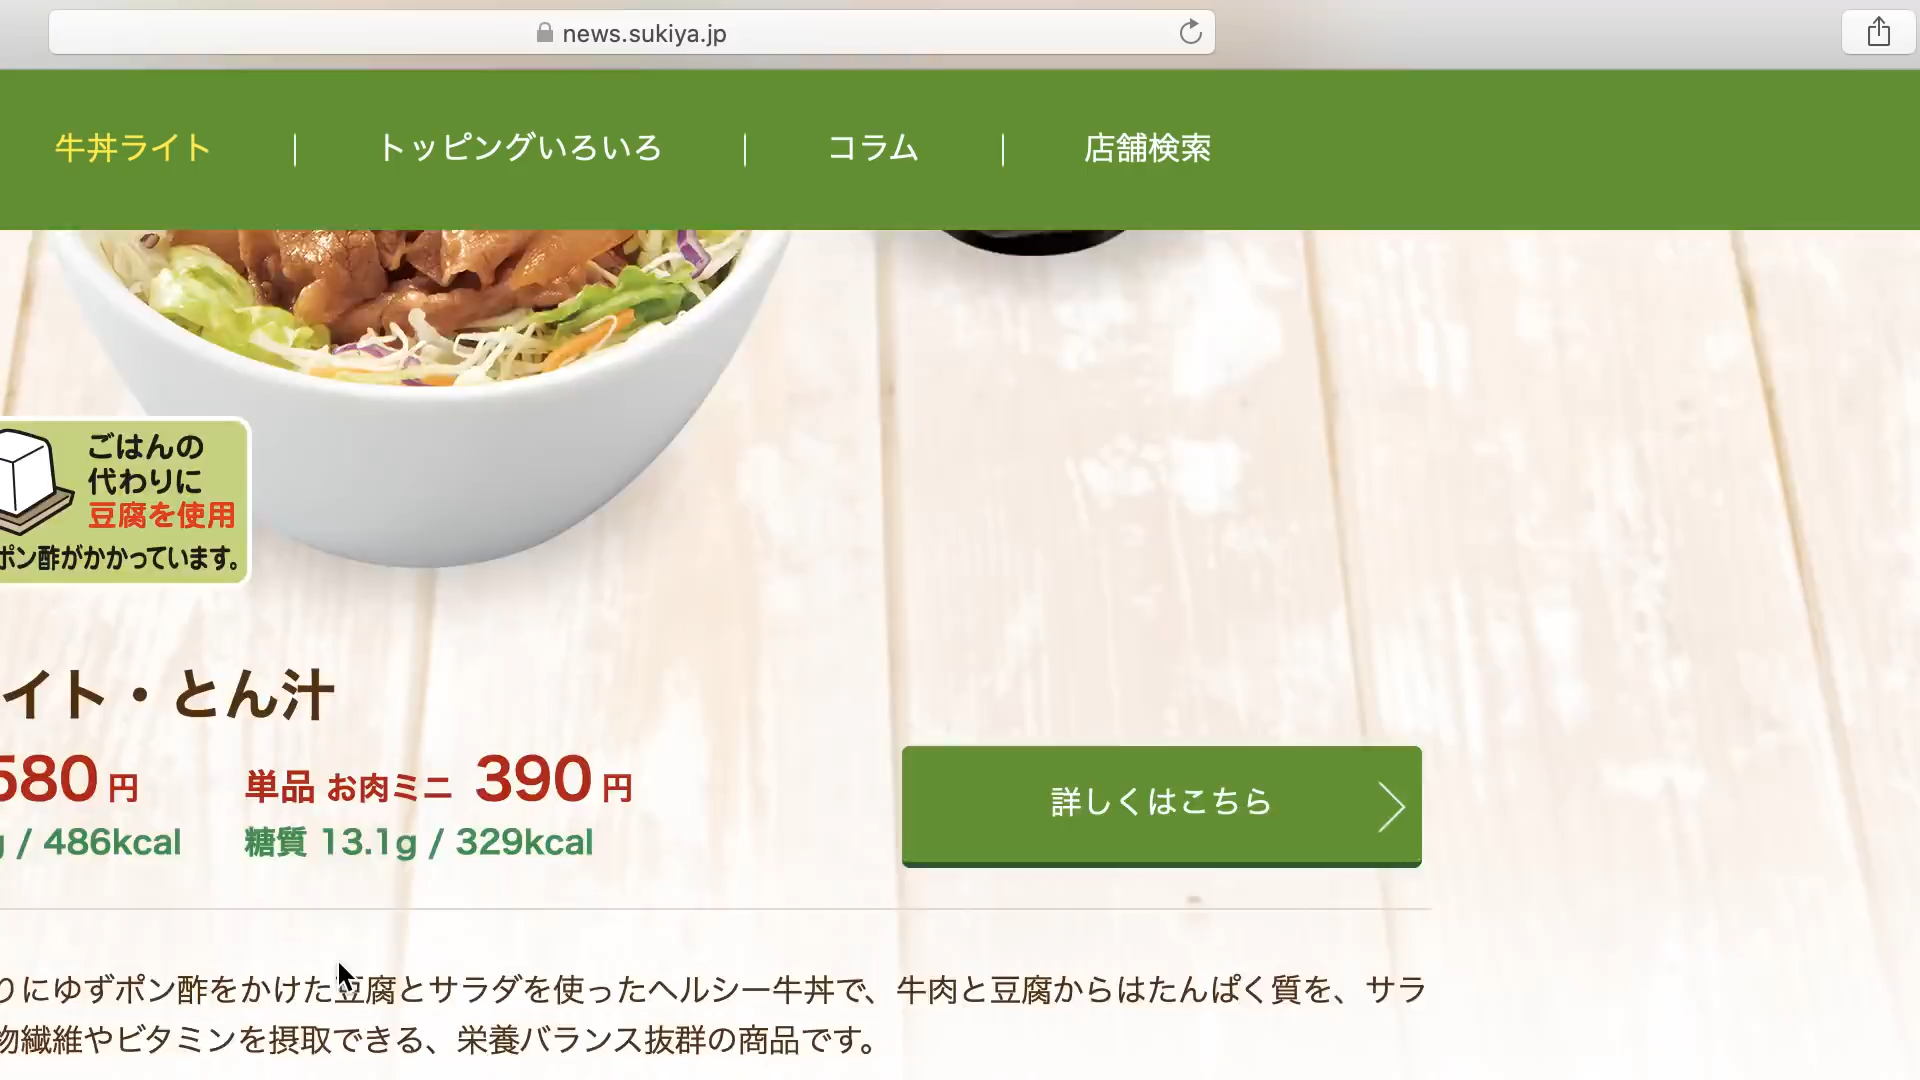 news.sukiya.jp
牛丼ライト | トッピングいろいろ | コラム | 店舗検索
ごはんの
代わりに
豆腐を使用
ポン酢がかかっています。
イト・とん汁
580円 単品 お肉ミニ 390円
g / 486kcal 糖質 13.1g / 329kcal
詳しくはこちら
りにゆずポン酢をかけた豆腐とサラダを使ったヘルシー牛丼で、牛肉と豆腐からはたんぱく質を、サラ
物繊維やビタミンを摂取できる、栄養バランス抜群の商品です。